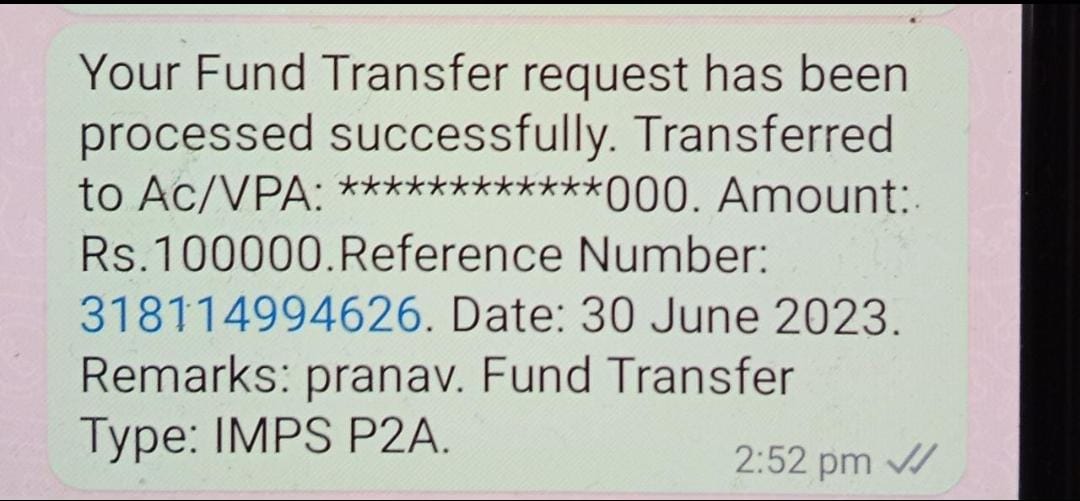 Your Fund Transfer request has been
processed successfully. Transferred
to Ac/VPA: ************000. Amount:
Rs.100000.Reference Number:
318114994626. Date: 30 June 2023.
Remarks: pranav. Fund Transfer
Type: IMPS P2A.
2:52 pm